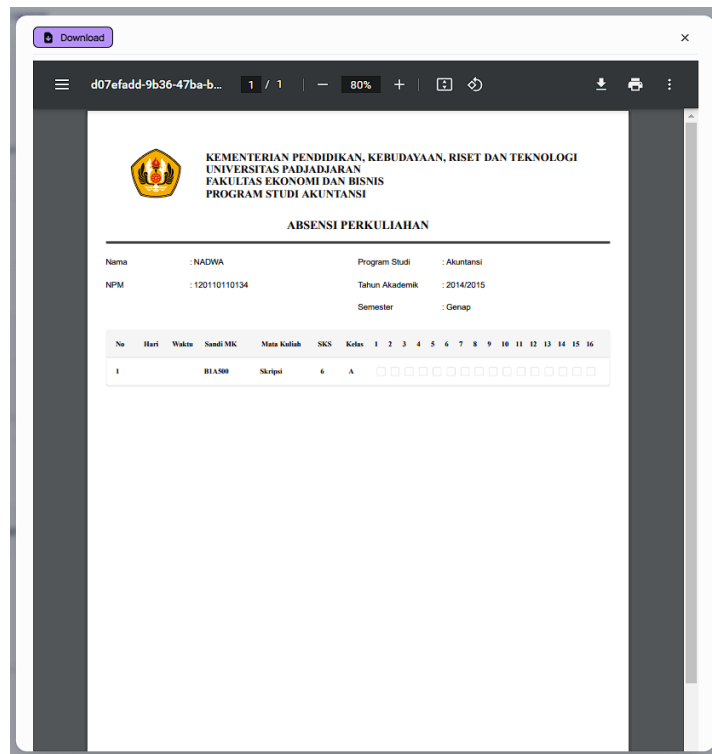 Download
d07efadd-9b36-47ba-b... 1 / 1 80%
KEMENTERIAN PENDIDIKAN, KEBUDAYAAN, RISET DAN TEKNOLOGI
UNIVERSITAS PADJADJARAN
FAKULTAS EKONOMI DAN BISNIS
PROGRAM STUDI AKUNTANSI
ABSENSI PERKULIAHAN
Nama : NADWA Program Studi : Akuntansi
NPM : 120110110134 Tahun Akademik : 2014/2015
Semester : Genap
No Hari Waktu Sandi MK Mata Kuliah SKS Kelas 1 2 3 4 5 6 7 8 9 10 11 12 13 14 15 16
1 B1A500 Skripsi 6 A